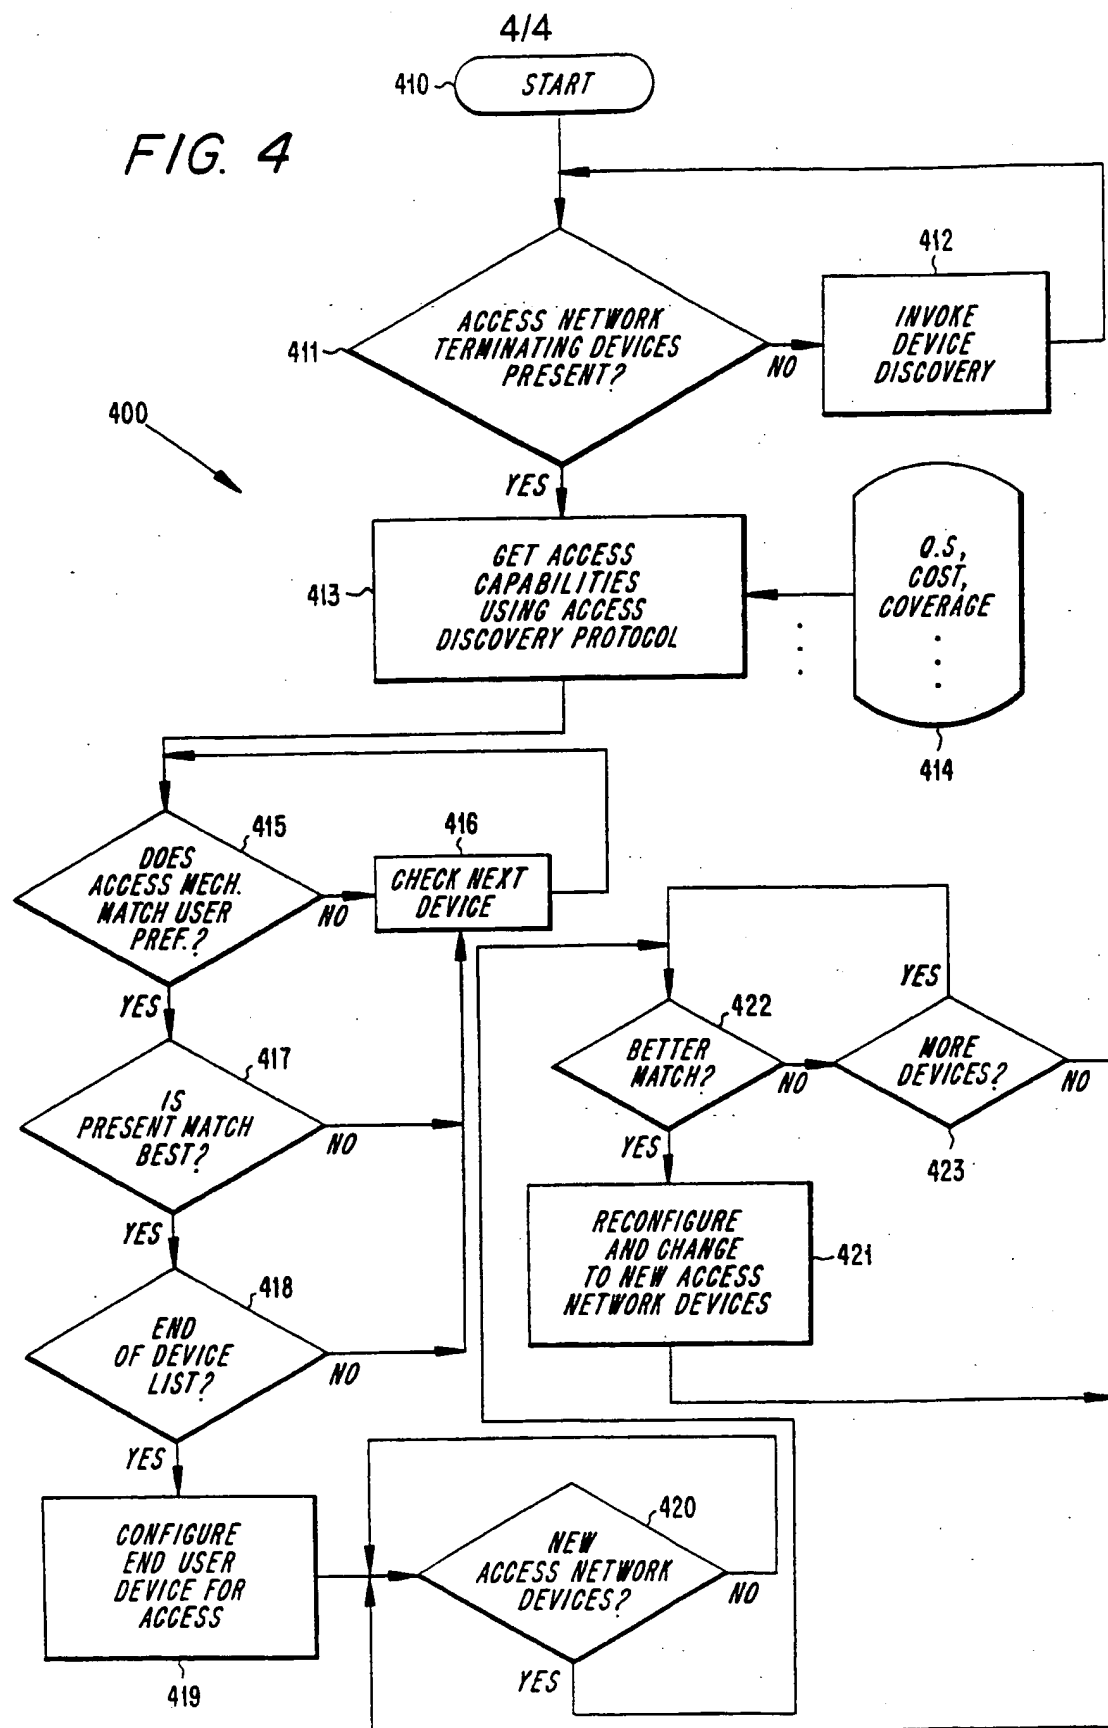 4/4
FIG. 4
410
START
411
ACCESS NETWORK
TERMINATING DEVICES
PRESENT?
NO
412
INVOKE
DEVICE
DISCOVERY
400
YES
413
GET ACCESS
CAPABILITIES
USING ACCESS
DISCOVERY PROTOCOL
Q.S,
COST,
COVERAGE
414
415
DOES
ACCESS MECH.
MATCH USER
PREF.?
NO
416
CHECK NEXT
DEVICE
YES
417
IS
PRESENT MATCH
BEST?
NO
YES
418
END
OF DEVICE
LIST?
NO
YES
CONFIGURE
END USER
DEVICE FOR
ACCESS
419
420
NEW
ACCESS NETWORK
DEVICES?
NO
YES
422
BETTER
MATCH?
NO
YES
MORE
DEVICES?
NO
423
YES
RECONFIGURE
AND CHANGE
TO NEW ACCESS
NETWORK DEVICES
421